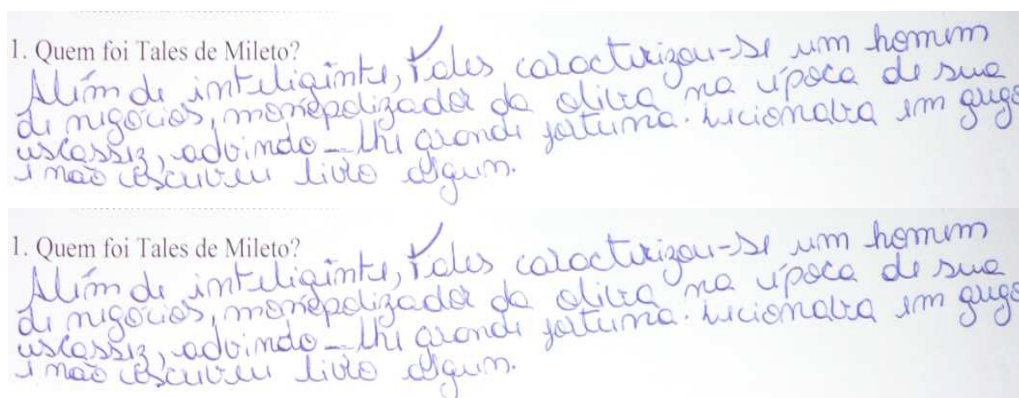 1. Quem foi Tales de Mileto?
Além de inteligente, Tales caracterizou-se um homem
de negócios, monopolizador da oliva na época de sua
escassez, advindo-lhe grande fortuna. Lecionava em grego
e não escreveu livro algum.
1. Quem foi Tales de Mileto?
Além de inteligente, Tales caracterizou-se um homem
de negócios, monopolizador da oliva na época de sua
escassez, advindo-lhe grande fortuna. Lecionava em grego
e não escreveu livro algum.